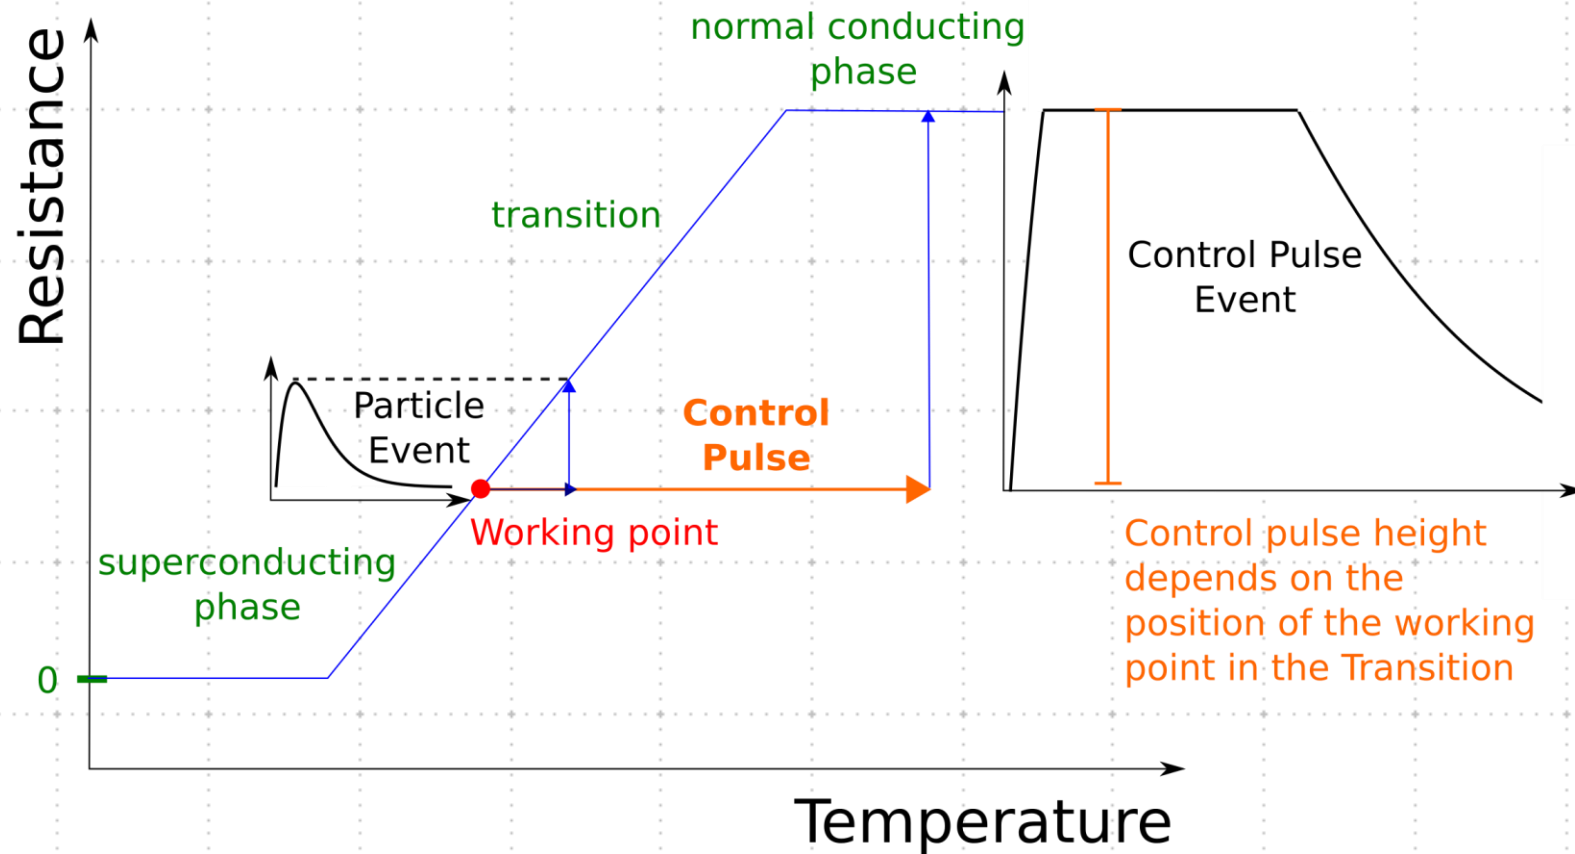 Resistance
normal conducting
phase
transition
Particle
Event
Control
Pulse
Working point
superconducting
phase
0
Control Pulse
Event
Control pulse height
depends on the
position of the working
point in the Transition
Temperature